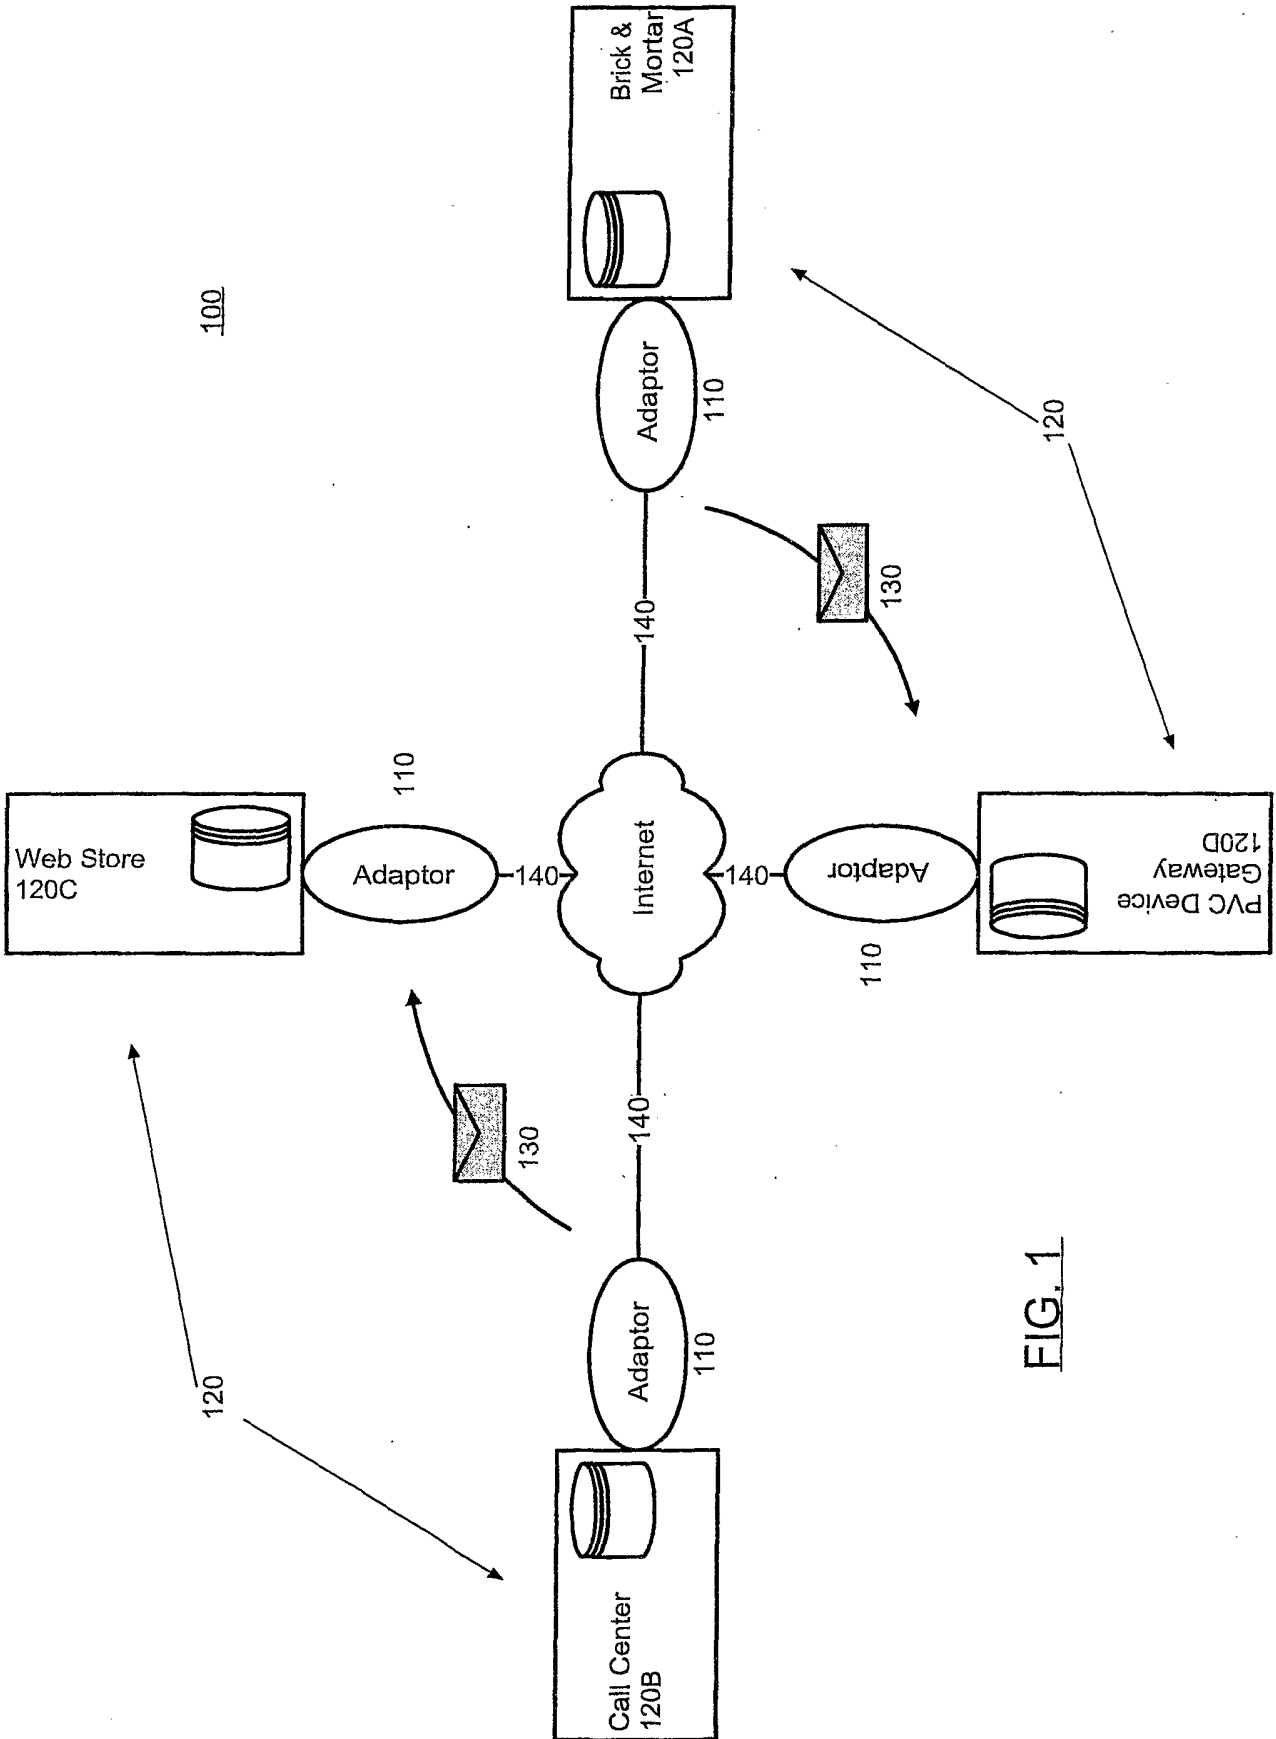 100
Brick &
Mortar
120A
Adaptor
110
140
130
120
Web Store
120C
Adaptor
110
140
Internet
140
Adaptor
110
PVC Device
Gateway
120D
130
140
120
Adaptor
110
Call Center
120B
FIG. 1